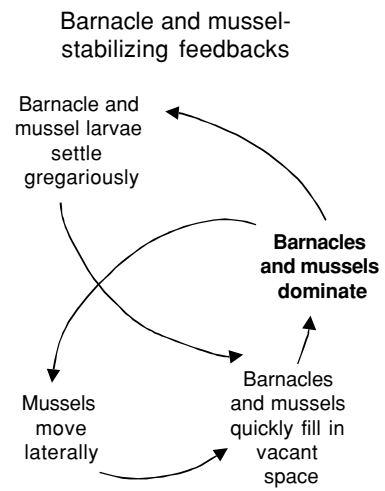 Barnacle and mussel-
stabilizing feedbacks
Barnacle and
mussel larvae
settle
gregariously
Barnacles
and mussels
dominate
Mussels
move
laterally
Barnacles
and mussels
quickly fill in
vacant
space